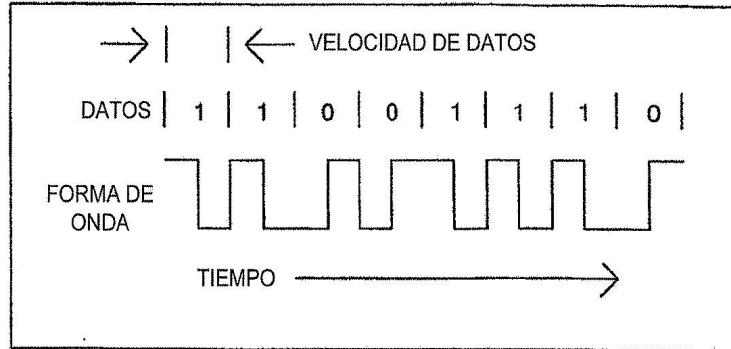 VELOCIDAD DE DATOS
DATOS | 1 | 1 | 0 | 0 | 1 | 1 | 1 | 0 |
FORMA DE
ONDA
TIEMPO